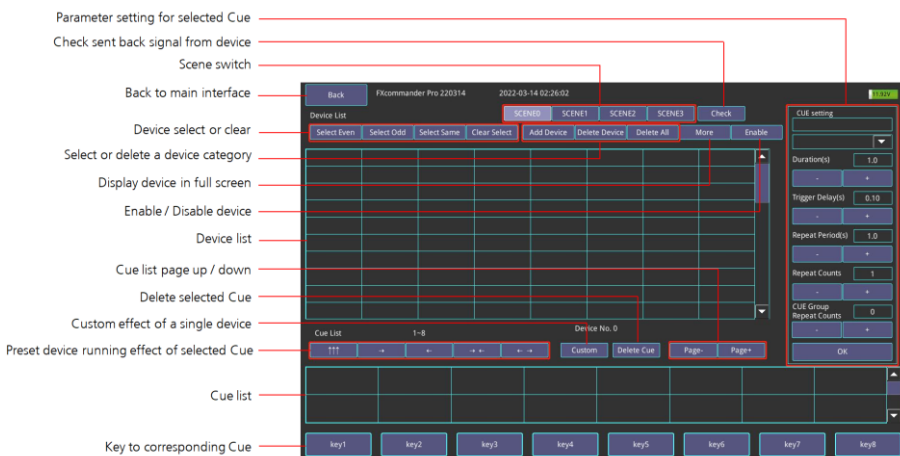 Parameter setting for selected Cue
Check sent back signal from device
Scene switch
Back to main interface
Device select or clear
Select or delete a device category
Display device in full screen
Enable / Disable device
Device list
Cue list page up / down
Delete selected Cue
Custom effect of a single device
Preset device running effect of selected Cue
Cue list
Key to corresponding Cue
Back FXcommander Pro 220314 2022-03-14 02:26:02 11.93V
Device List SCENE0 SCENE1 SCENE2 SCENE3 Check
Select Even Select Odd Select Same Clear Select Add Device Delete Device Delete All More Enable
CUE setting
Duration(s) 1.0
- +
Trigger Delay(s) 0.10
- +
Repeat Period(s) 1.0
- +
Repeat Counts 1
- +
CUE Group
Repeat Counts 0
- +
OK
Cue List 1~8 Device No. 0
↑↑↑ → ← → ← ← → Custom Delete Cue Page- Page+
key1 key2 key3 key4 key5 key6 key7 key8